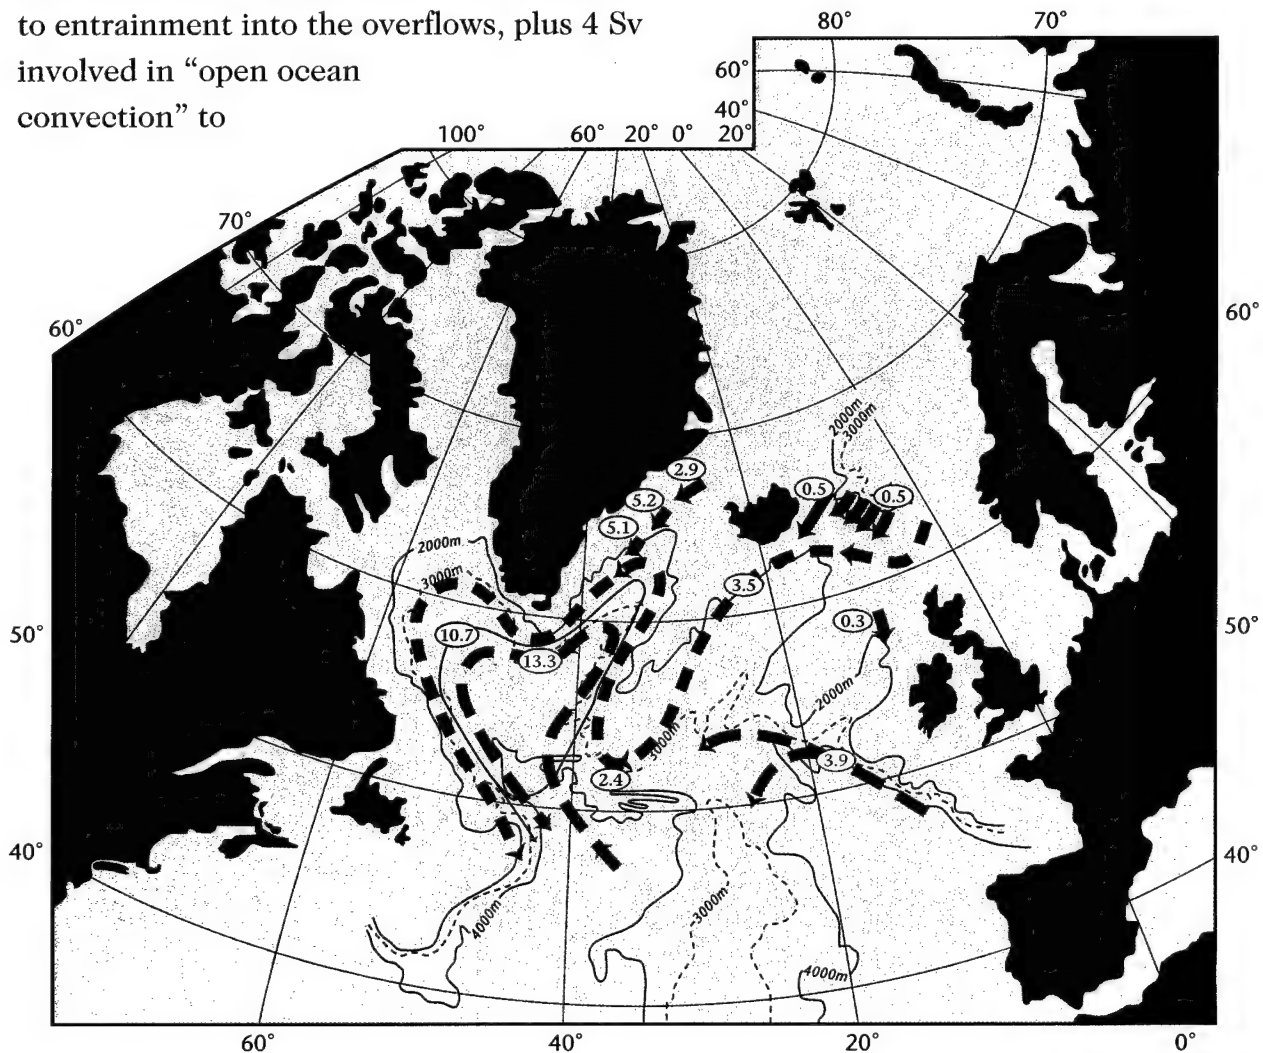 to entrainment into the overflows, plus 4 Sv
involved in “open ocean
convection” to
80° 70°
60°
40°
100° 60° 20° 0° 20°
70°
60°
60°
2000m
3000m
2.9
0.5
0.5
5.2
5.1
2000m
3000m
3.5
0.3
50°
50°
10.7
13.3
2000m
3000m
3.9
2.4
40°
40°
3000m
4000m
4000m
60° 40° 20° 0°